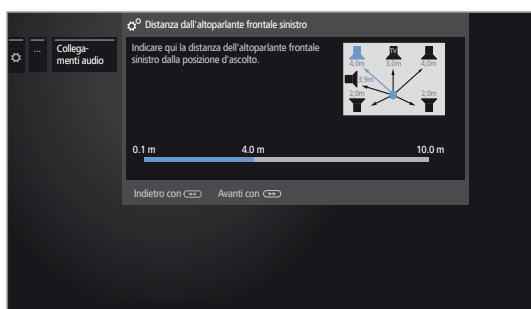 Distanza dall'altoparlante frontale sinistro
...
Collega-
menti audio
Indicare qui la distanza dell'altoparlante frontale
sinistro dalla posizione d'ascolto.
TV
4,0m 3,0m 4,0m
3,9m
2,0m 2,0m
0.1 m 4.0 m 10.0 m
Indietro con Avanti con